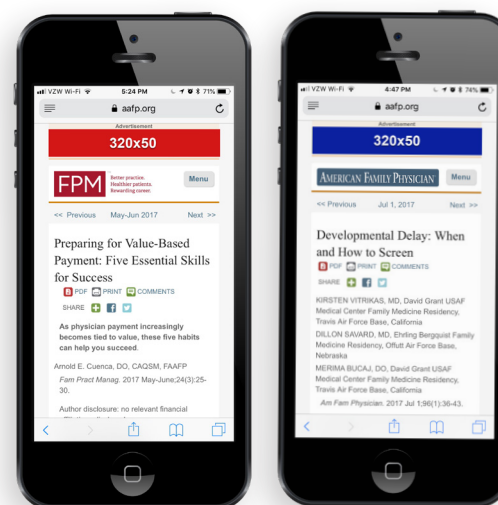 VZW Wi-Fi 5:24 PM 71%
aafp.org
Advertisement
320x50
FPM Better practice.
Healthier patients.
Rewarding career.
Menu
<< Previous May-Jun 2017 Next >>
Preparing for Value-Based
Payment: Five Essential Skills
for Success
PDF PRINT COMMENTS
SHARE
As physician payment increasingly
becomes tied to value, these five habits
can help you succeed.
Arnold E. Cuenca, DO, CAQSM, FAAFP
Fam Pract Manag. 2017 May-June;24(3):25-
30.
Author disclosure: no relevant financial
VZW Wi-Fi 4:47 PM 74%
aafp.org
Advertisement
320x50
AMERICAN FAMILY PHYSICIAN
Menu
<< Previous Jul 1, 2017 Next >>
Developmental Delay: When
and How to Screen
PDF PRINT COMMENTS
SHARE
KIRSTEN VITRIKAS, MD, David Grant USAF
Medical Center Family Medicine Residency,
Travis Air Force Base, California
DILLON SAVARD, MD, Ehrling Bergquist Family
Medicine Residency, Offutt Air Force Base,
Nebraska
MERIMA BUCAJ, DO, David Grant USAF
Medical Center Family Medicine Residency,
Travis Air Force Base, California
Am Fam Physician. 2017 Jul 1;96(1):36-43.